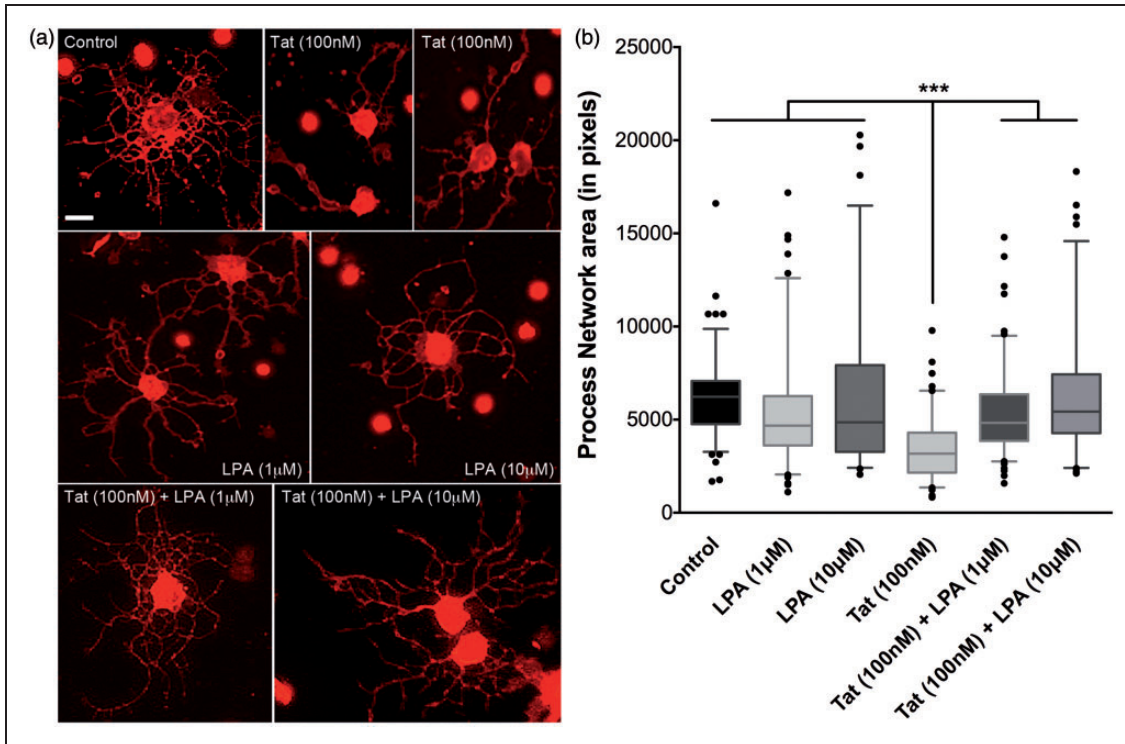 (a)
Control
Tat (100nM)
Tat (100nM)
LPA (1μM)
LPA (10μM)
Tat (100nM) + LPA (1μM)
Tat (100nM) + LPA (10μM)
(b)
Process Network area (in pixels)
25000
20000
15000
10000
5000
0
***
Control
LPA (1μM)
LPA (10μM)
Tat (100nM)
Tat (100nM) + LPA (1μM)
Tat (100nM) + LPA (10μM)